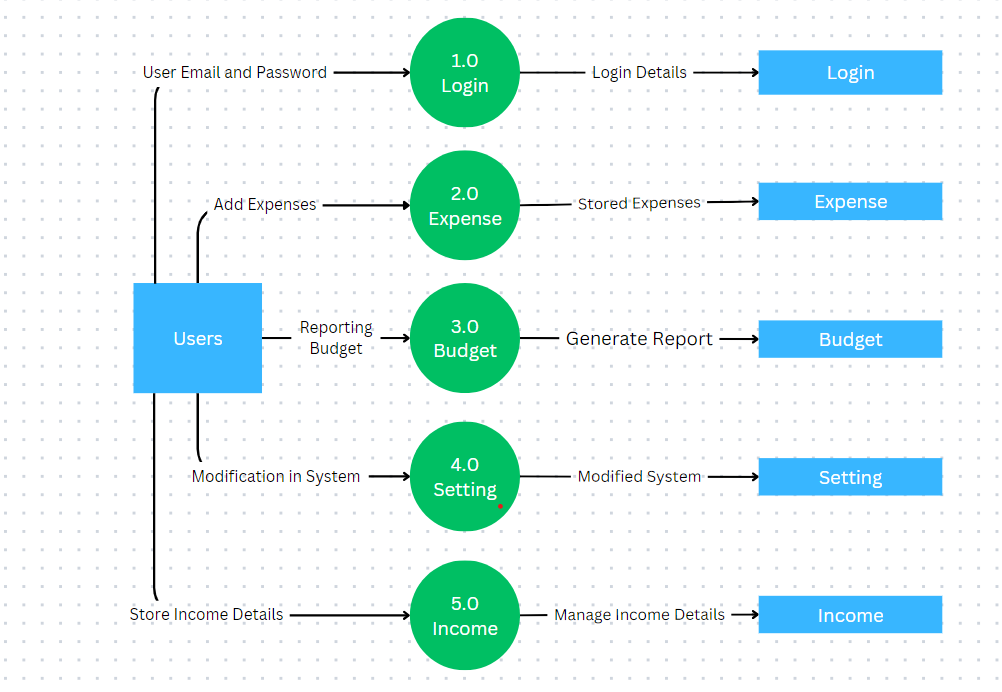 User Email and Password
1.0
Login
Login Details
Login
Add Expenses
2.0
Expense
Stored Expenses
Expense
Users
Reporting
Budget
3.0
Budget
Generate Report
Budget
Modification in System
4.0
Setting
Modified System
Setting
Store Income Details
5.0
Income
Manage Income Details
Income